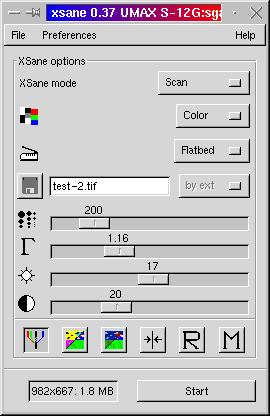 xsane 0.37 UMAX S-12G:sga
File Preferences Help
XSane options
XSane mode Scan
Color
Flatbed
test-2.tif by ext
200
Γ 1.16
17
20
R M
982x667: 1.8 MB Start